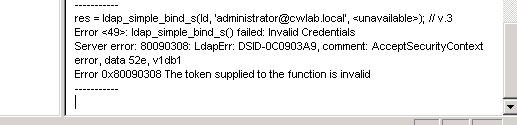 -----------
res = ldap_simple_bind_s(ld, 'administrator@cwlab.local', <unavailable>); // v.3
Error <49>: ldap_simple_bind_s() failed: Invalid Credentials
Server error: 80090308: LdapErr: DSID-0C0903A9, comment: AcceptSecurityContext
error, data 52e, v1db1
Error 0x80090308 The token supplied to the function is invalid
-----------